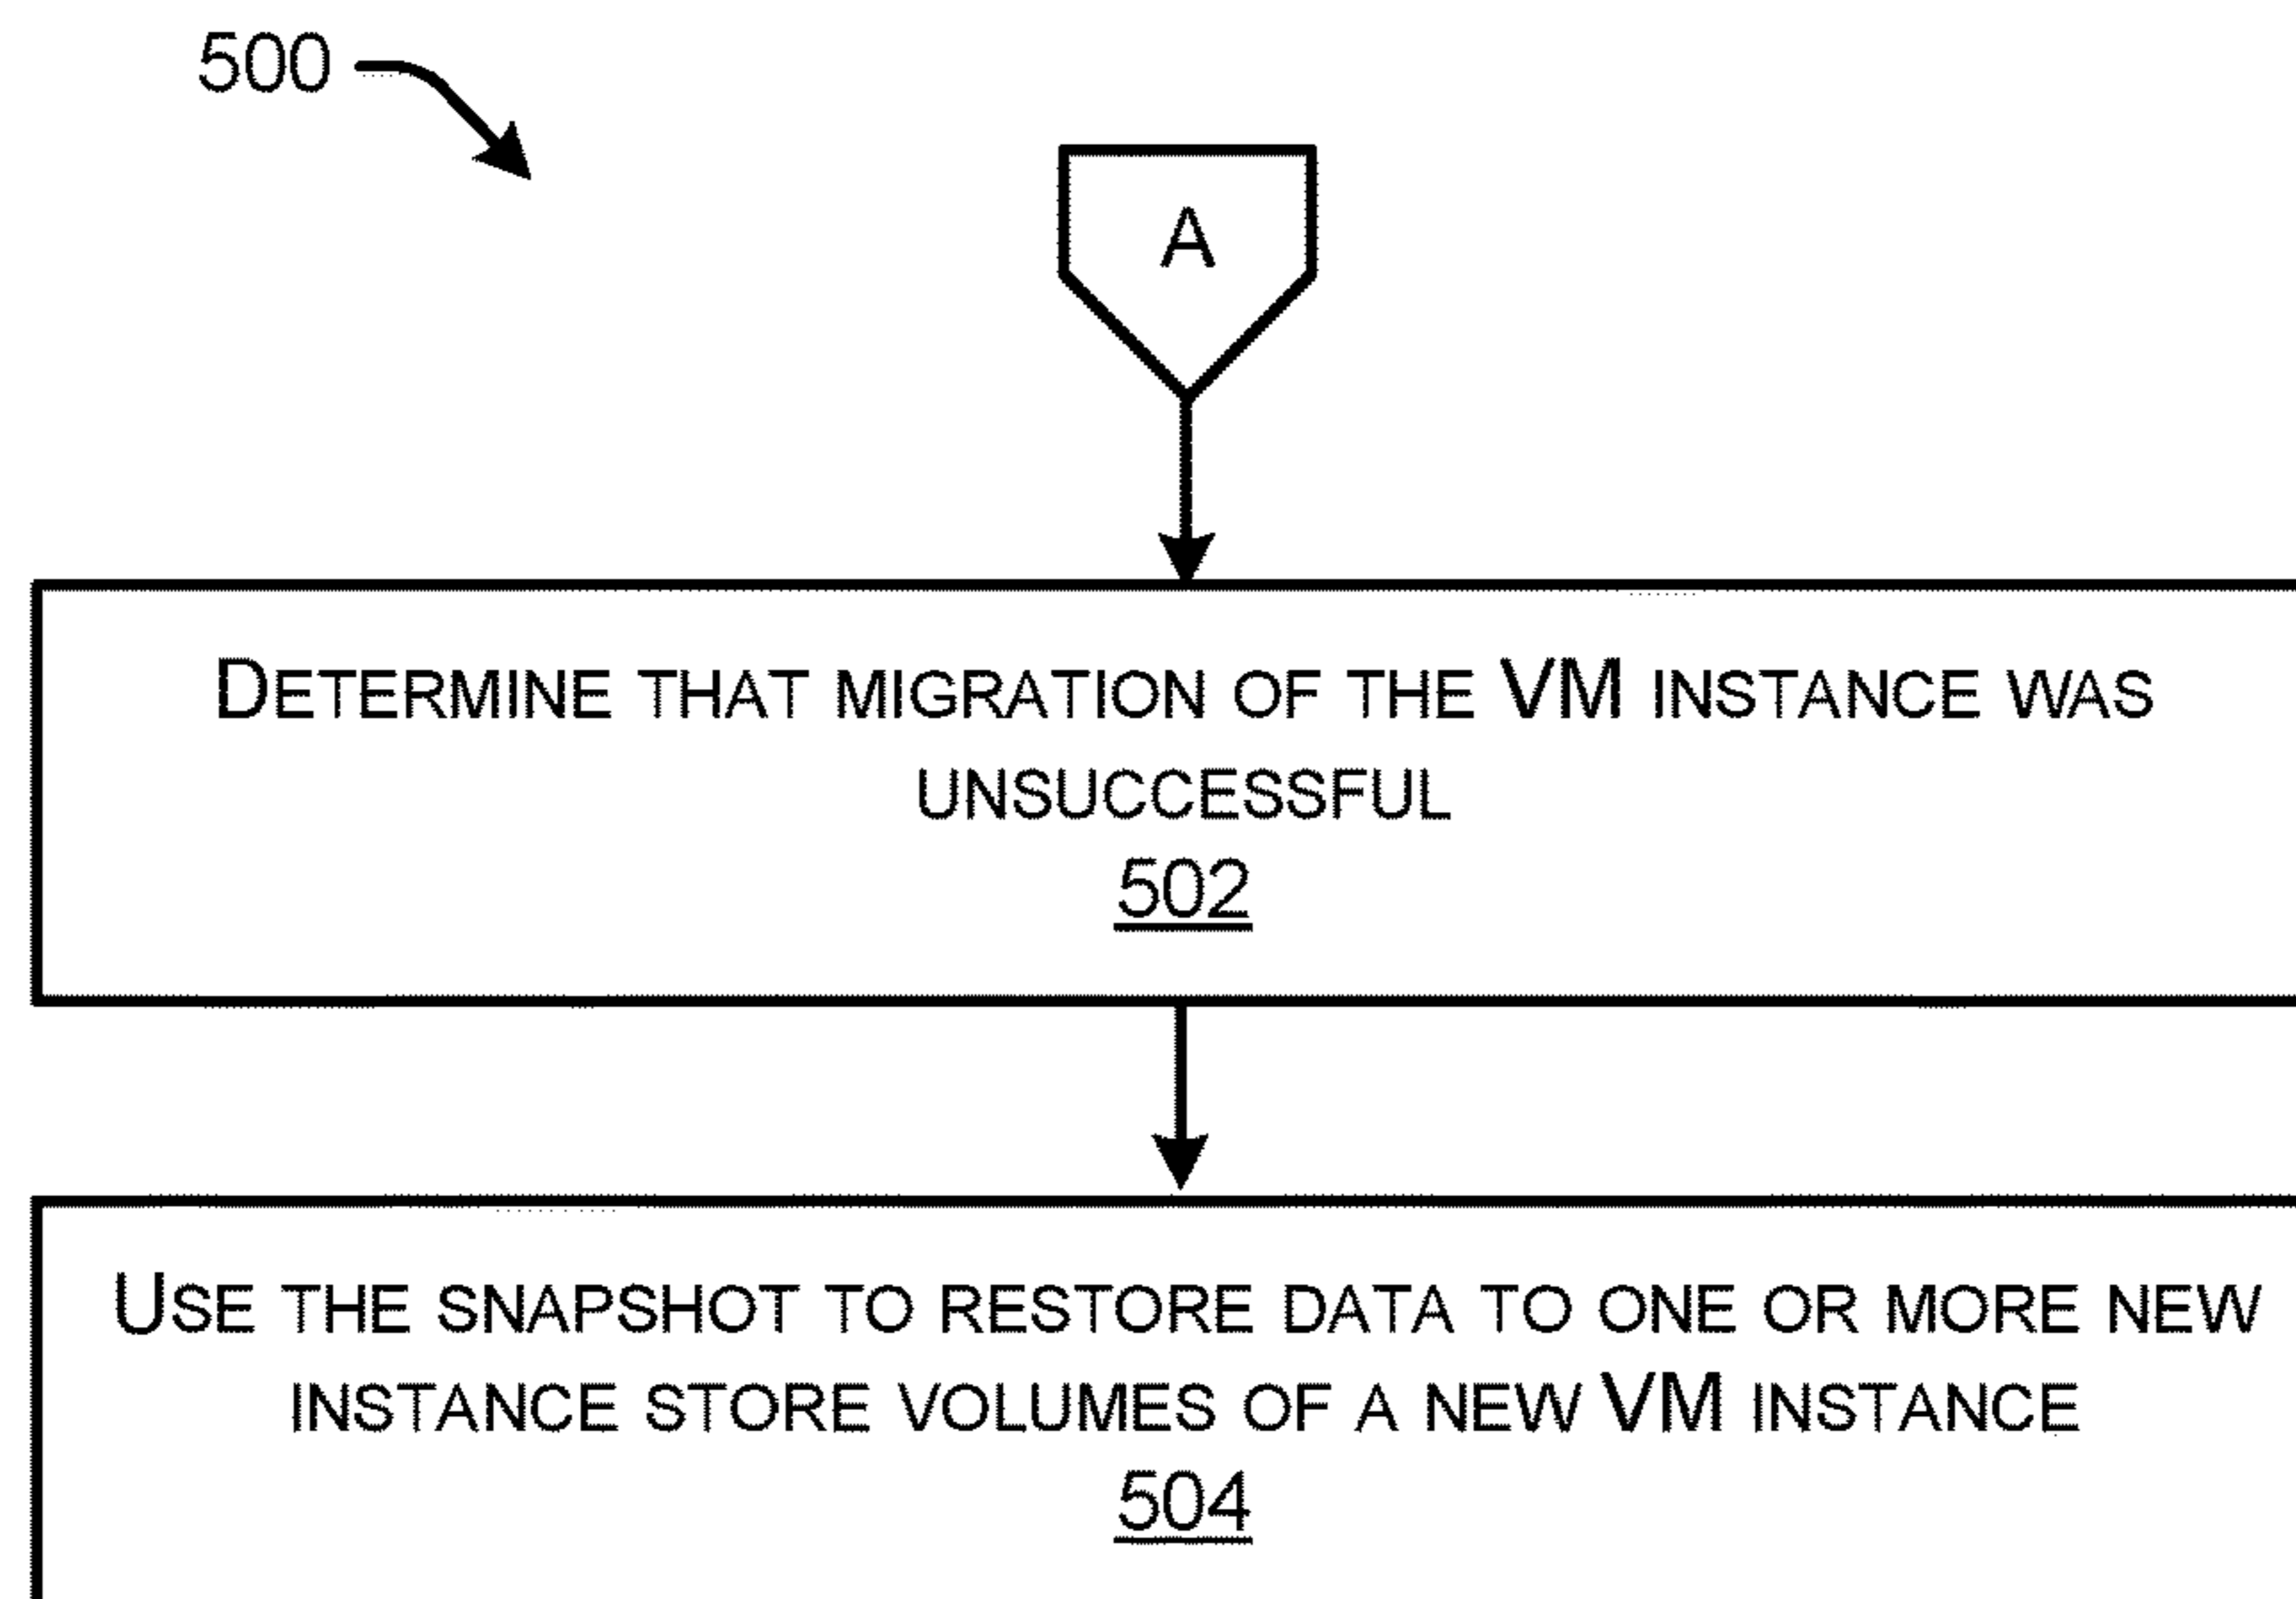 500
A
DETERMINE THAT MIGRATION OF THE VM INSTANCE WAS
UNSUCCESSFUL
502
USE THE SNAPSHOT TO RESTORE DATA TO ONE OR MORE NEW
INSTANCE STORE VOLUMES OF A NEW VM INSTANCE
504